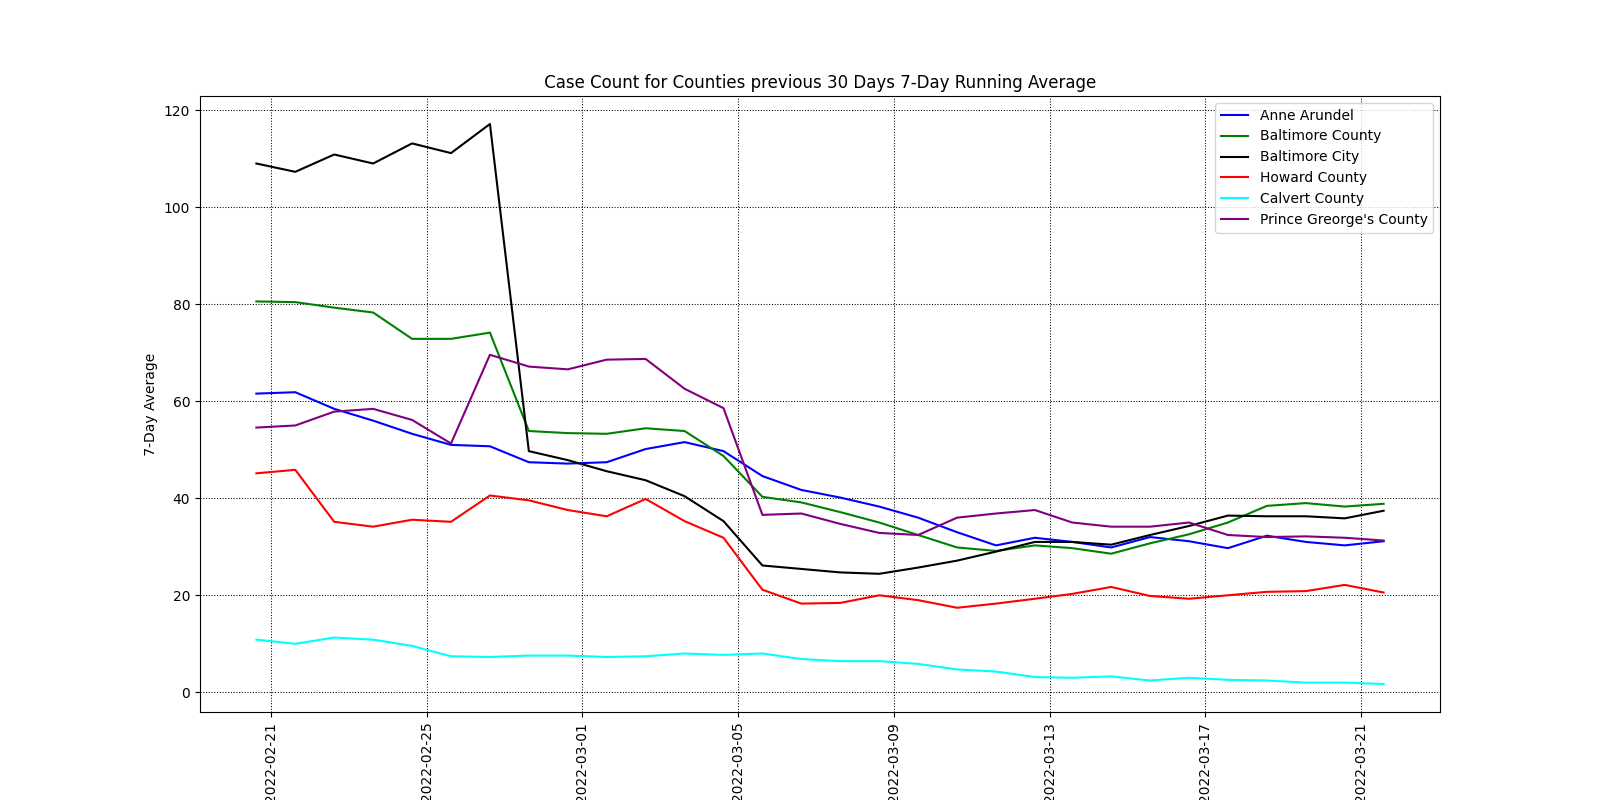 Case Count for Counties previous 30 Days 7-Day Running Average
120
100
80
60
40
20
0
7-Day Average
Anne Arundel
Baltimore County
Baltimore City
Howard County
Calvert County
Prince Greorge's County
2022-02-21
2022-02-25
2022-03-01
2022-03-05
2022-03-09
2022-03-13
2022-03-17
2022-03-21